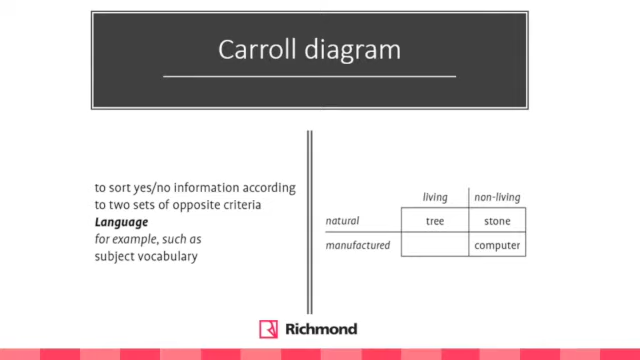 Carroll diagram
to sort yes/no information according
to two sets of opposite criteria
Language
for example, such as
subject vocabulary
living non-living
natural tree stone
manufactured computer
Richmond